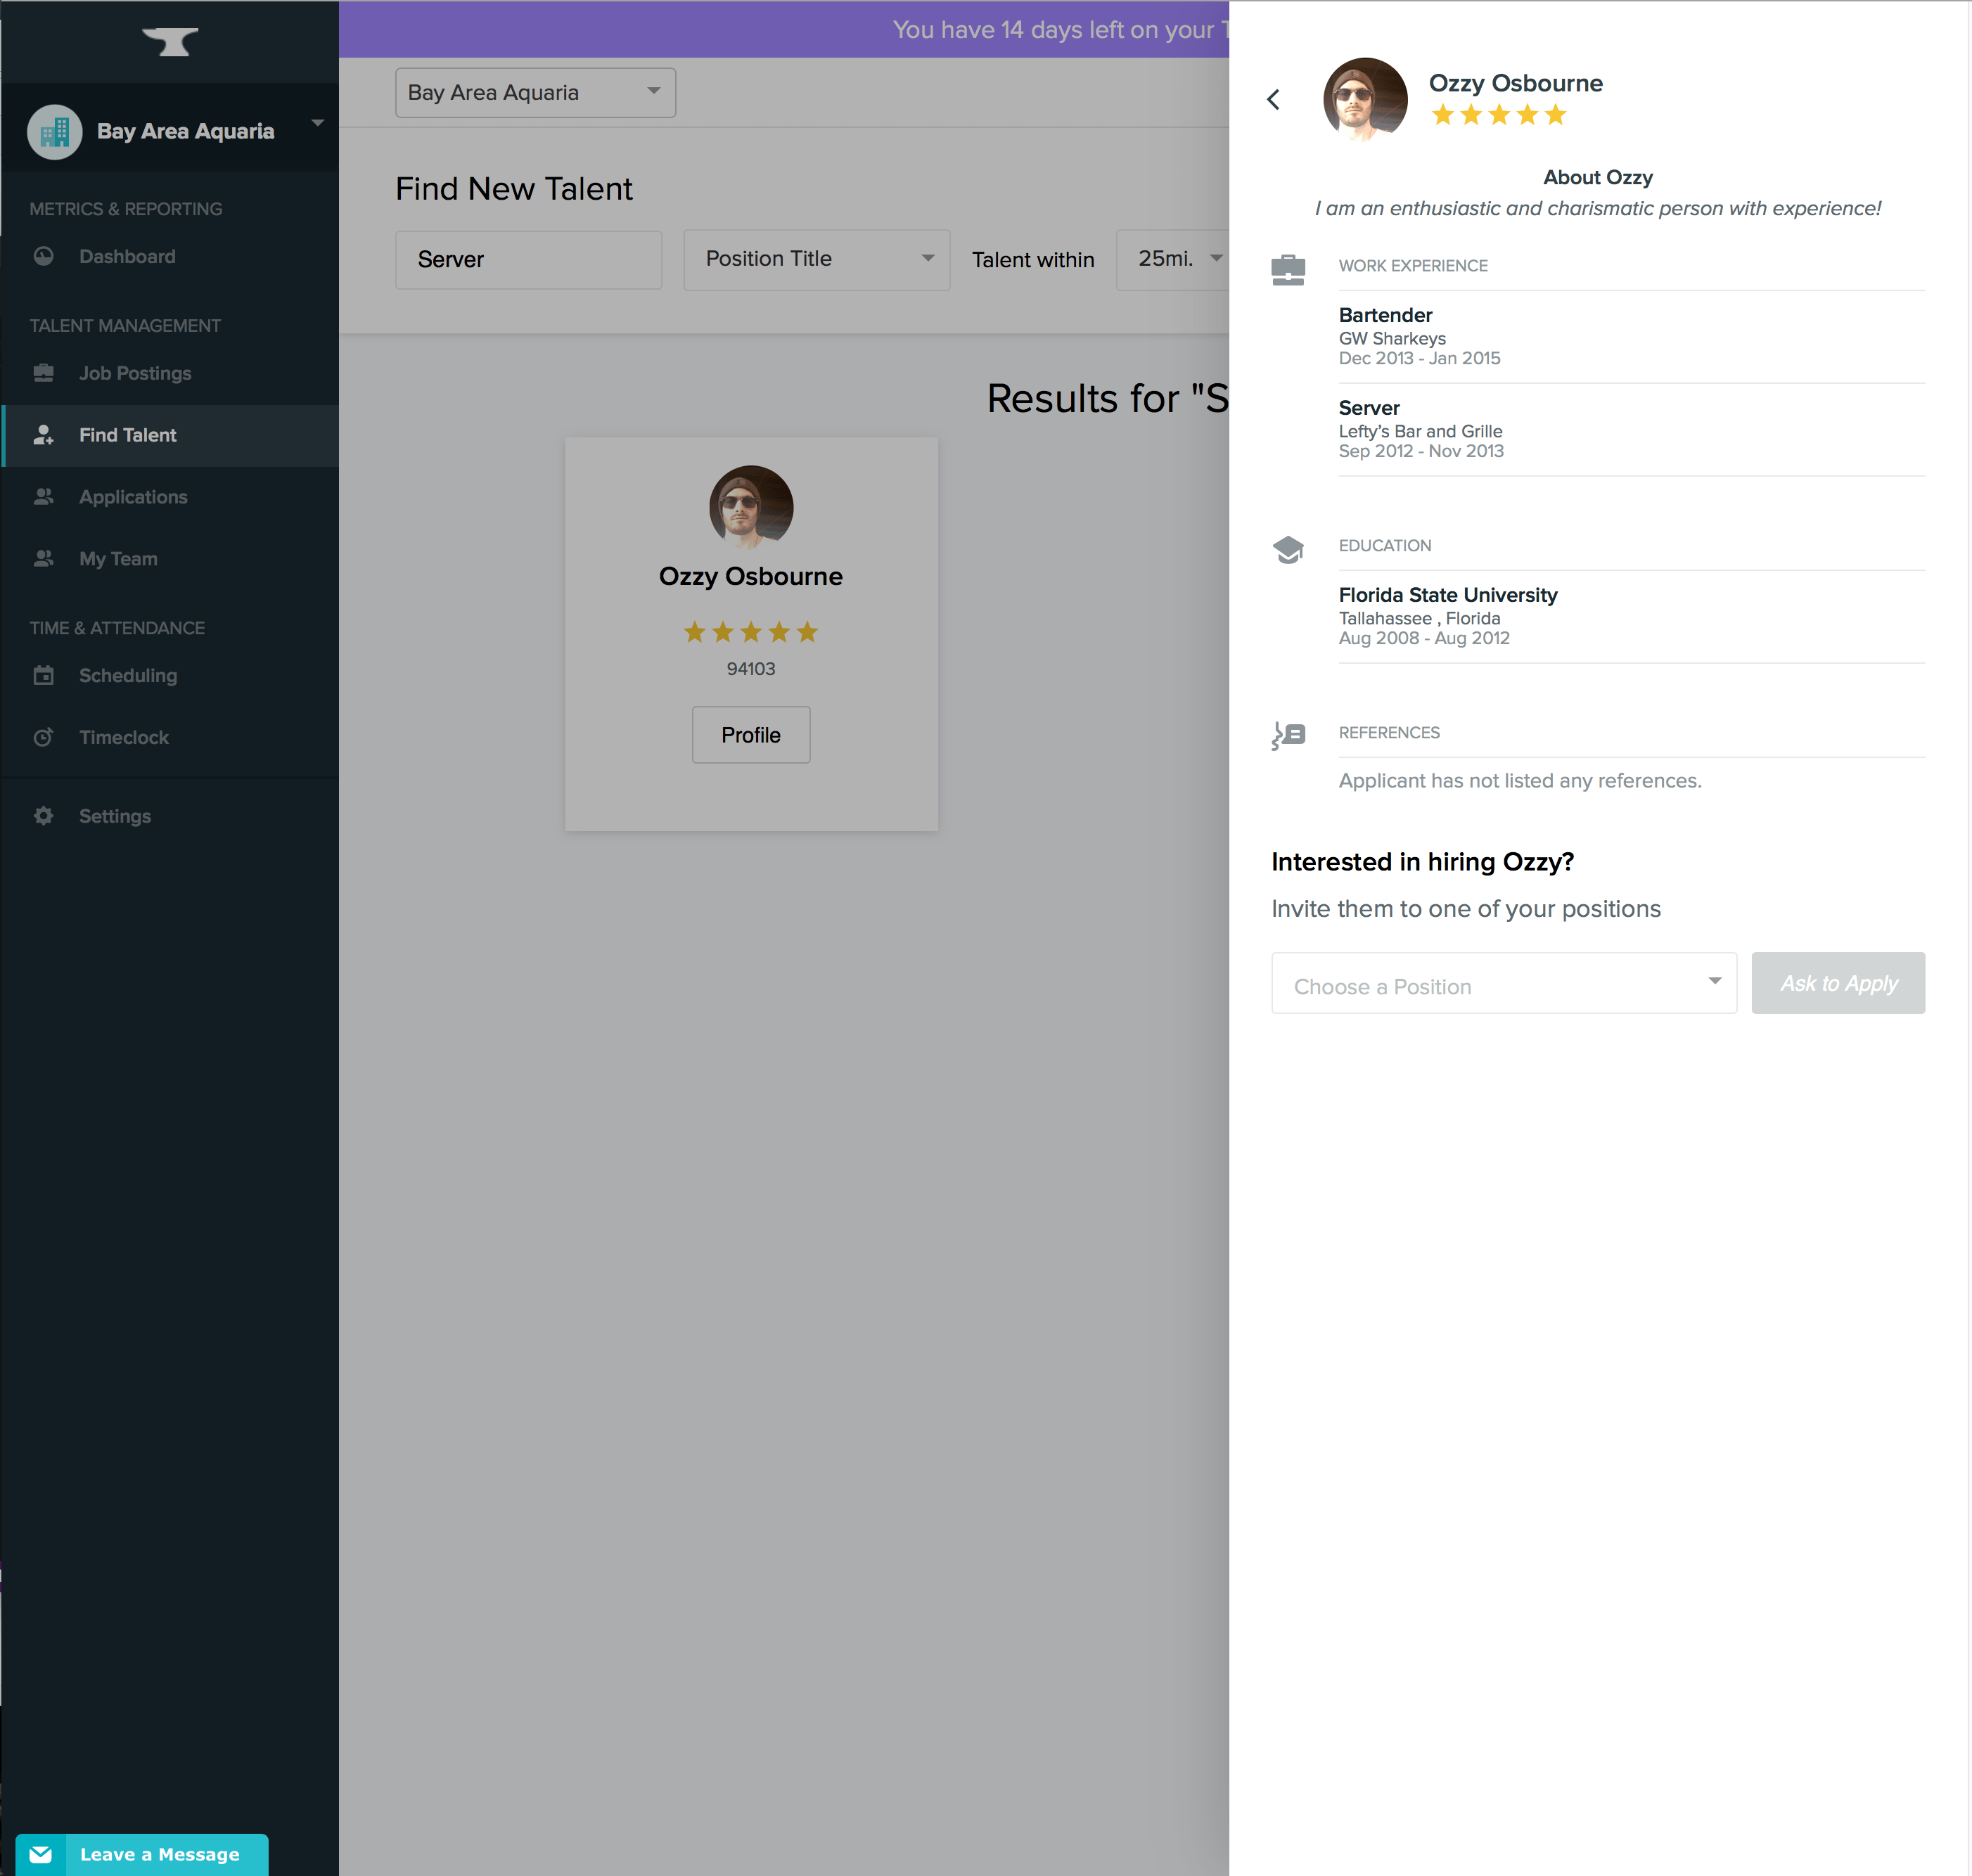 Bay Area Aquaria
METRICS & REPORTING
Dashboard
TALENT MANAGEMENT
Job Postings
Find Talent
Applications
My Team
TIME & ATTENDANCE
Scheduling
Timeclock
Settings
Leave a Message
You have 14 days left on your
Bay Area Aquaria
Find New Talent
Server
Position Title
Talent within
25mi.
Results for "S
Ozzy Osbourne
94103
Profile
Ozzy Osbourne
About Ozzy
I am an enthusiastic and charismatic person with experience!
WORK EXPERIENCE
Bartender
GW Sharkeys
Dec 2013 - Jan 2015
Server
Lefty’s Bar and Grille
Sep 2012 - Nov 2013
EDUCATION
Florida State University
Tallahassee , Florida
Aug 2008 - Aug 2012
REFERENCES
Applicant has not listed any references.
Interested in hiring Ozzy?
Invite them to one of your positions
Choose a Position
Ask to Apply